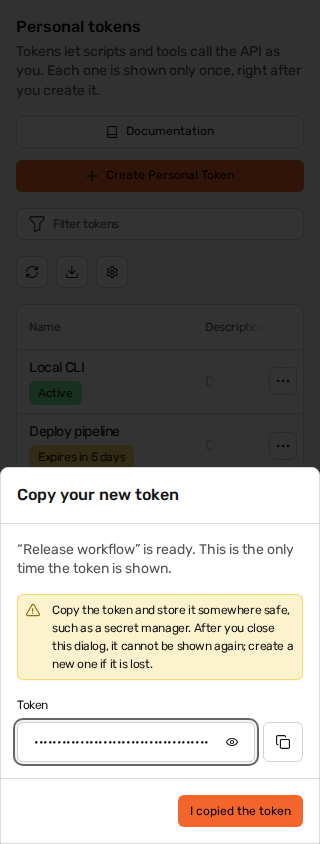 Personal tokens
Tokens let scripts and tools call the API as
you. Each one is shown only once, right after
you create it.
Documentation
Create Personal Token
Filter tokens
Name
Descriptio
Local CLI
D
Active
Deploy pipeline
Expires in 5 days
Copy your new token
“Release workflow” is ready. This is the only
time the token is shown.
Copy the token and store it somewhere safe,
such as a secret manager. After you close
this dialog, it cannot be shown again; create a
new one if it is lost.
Token
I copied the token